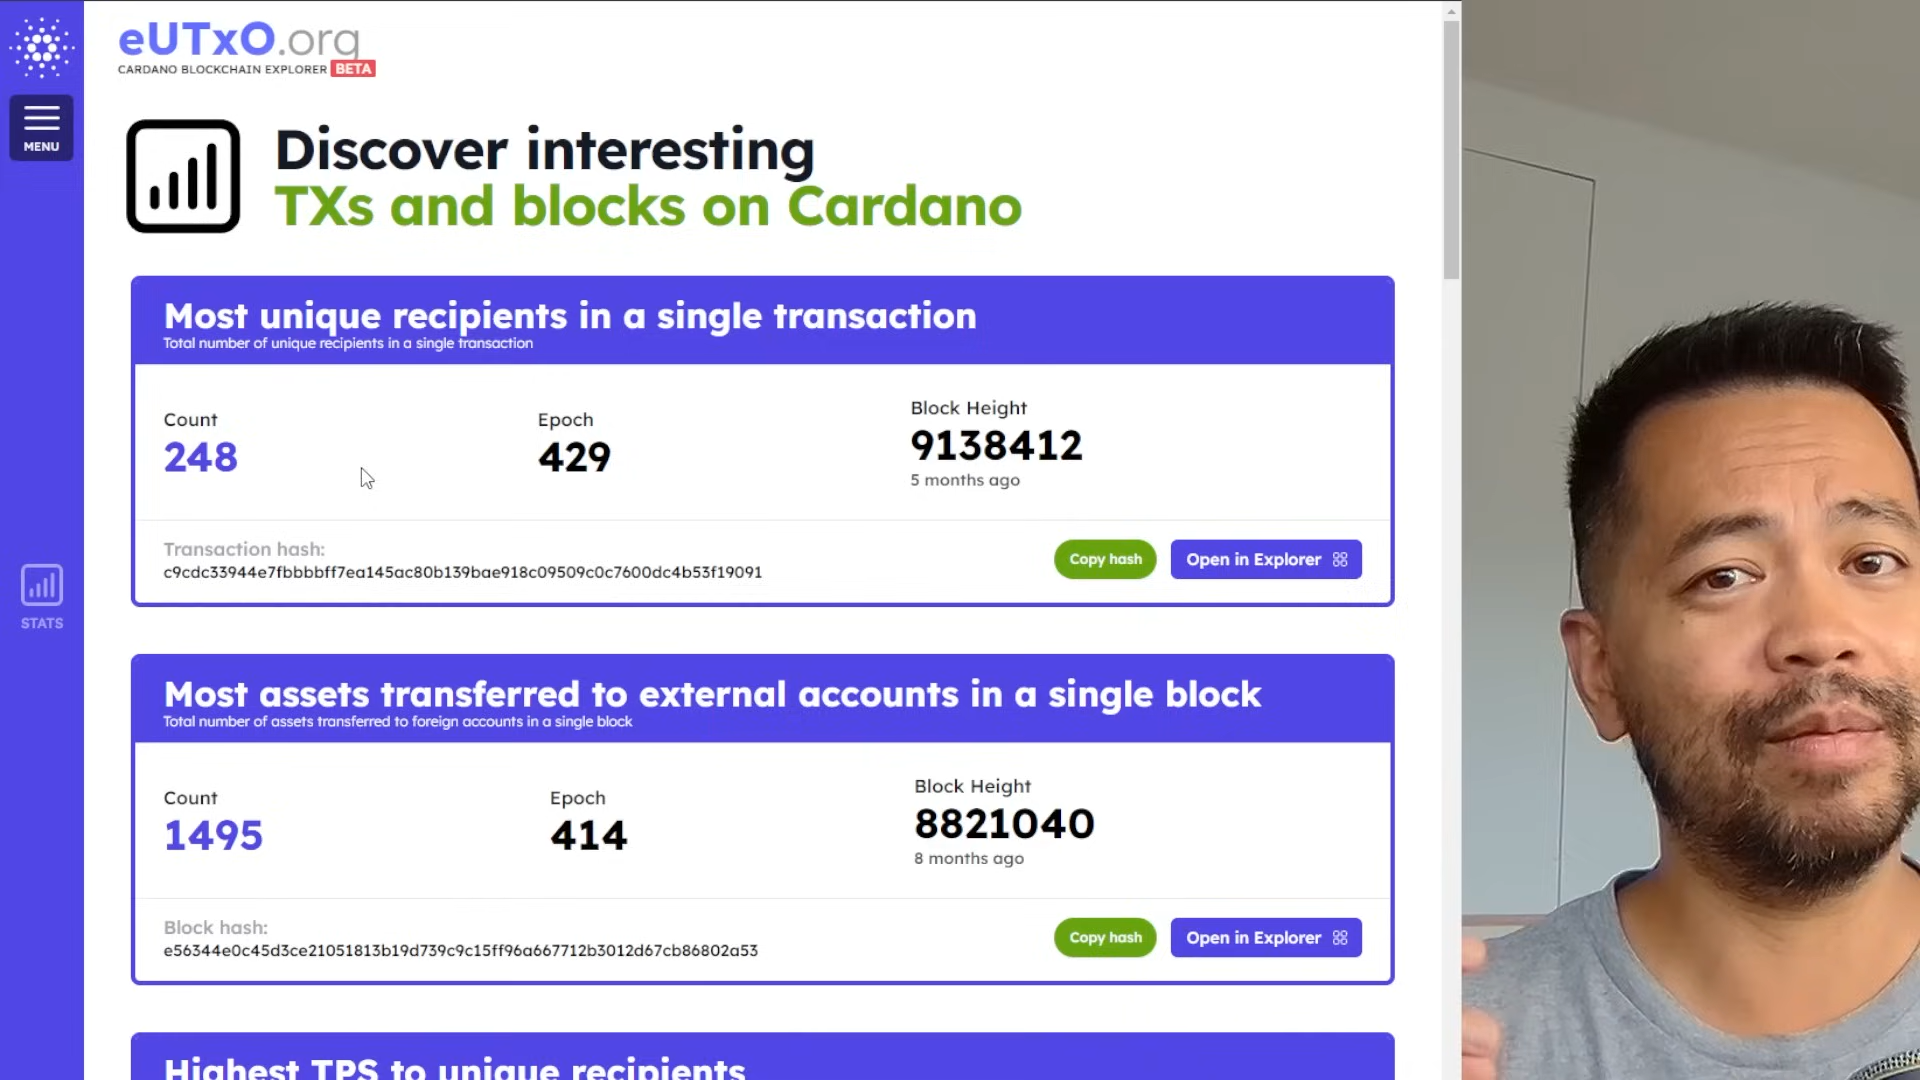 eUTxO.org
CARDANO BLOCKCHAIN EXPLORER BETA
MENU
Discover interesting
TXs and blocks on Cardano
Most unique recipients in a single transaction
Total number of unique recipients in a single transaction
Count
248
Epoch
429
Block Height
9138412
5 months ago
Transaction hash:
c9cdc33944e7fbbbbff7ea145ac80b139bae918c09509c0c7600dc4b53f19091
Copy hash
Open in Explorer
STATS
Most assets transferred to external accounts in a single block
Total number of assets transferred to foreign accounts in a single block
Count
1495
Epoch
414
Block Height
8821040
8 months ago
Block hash:
e56344e0c45d3ce21051813b19d739c9c15ff96a667712b3012d67cb86802a53
Copy hash
Open in Explorer
Highest TPS to unique recipients